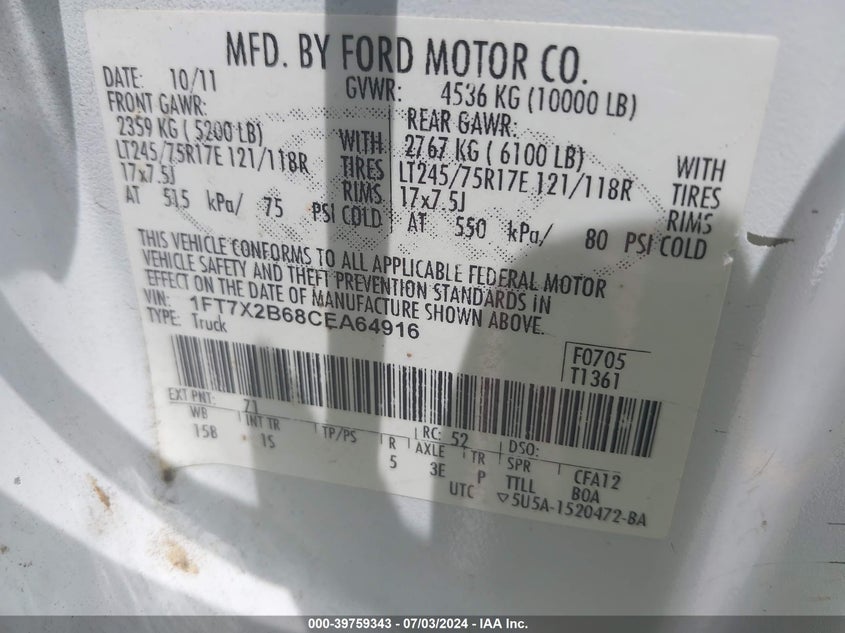 MFD. BY FORD MOTOR CO.
DATE: 10/11 GVWR: 4536 KG (10000 LB)
FRONT GAWR: REAR GAWR:
2359 KG ( 5200 LB) WITH 2767 KG ( 6100 LB) WITH
LT245/75R17E 121/118R TIRES LT245/75R17E 121/118R TIRES
17x7.5J RIMS 17x7.5J RIMS
AT 515 kPa/ 75 PSI COLD AT 550 kPa/ 80 PSI COLD
THIS VEHICLE CONFORMS TO ALL APPLICABLE FEDERAL MOTOR
VEHICLE SAFETY AND THEFT PREVENTION STANDARDS IN
EFFECT ON THE DATE OF MANUFACTURE SHOWN ABOVE.
VIN: 1FT7X2B68CEA64916
TYPE: Truck
F0705
T1361
EXT PNT: 71 RC: 52 DSO:
WB INT TR TP/PS R AXLE TR SPR CFA12
15B 15 5 3E P TTLL B0A
UTC ▽5U5A-1520472-BA
000-39759343 - 07/03/2024 - IAA Inc.